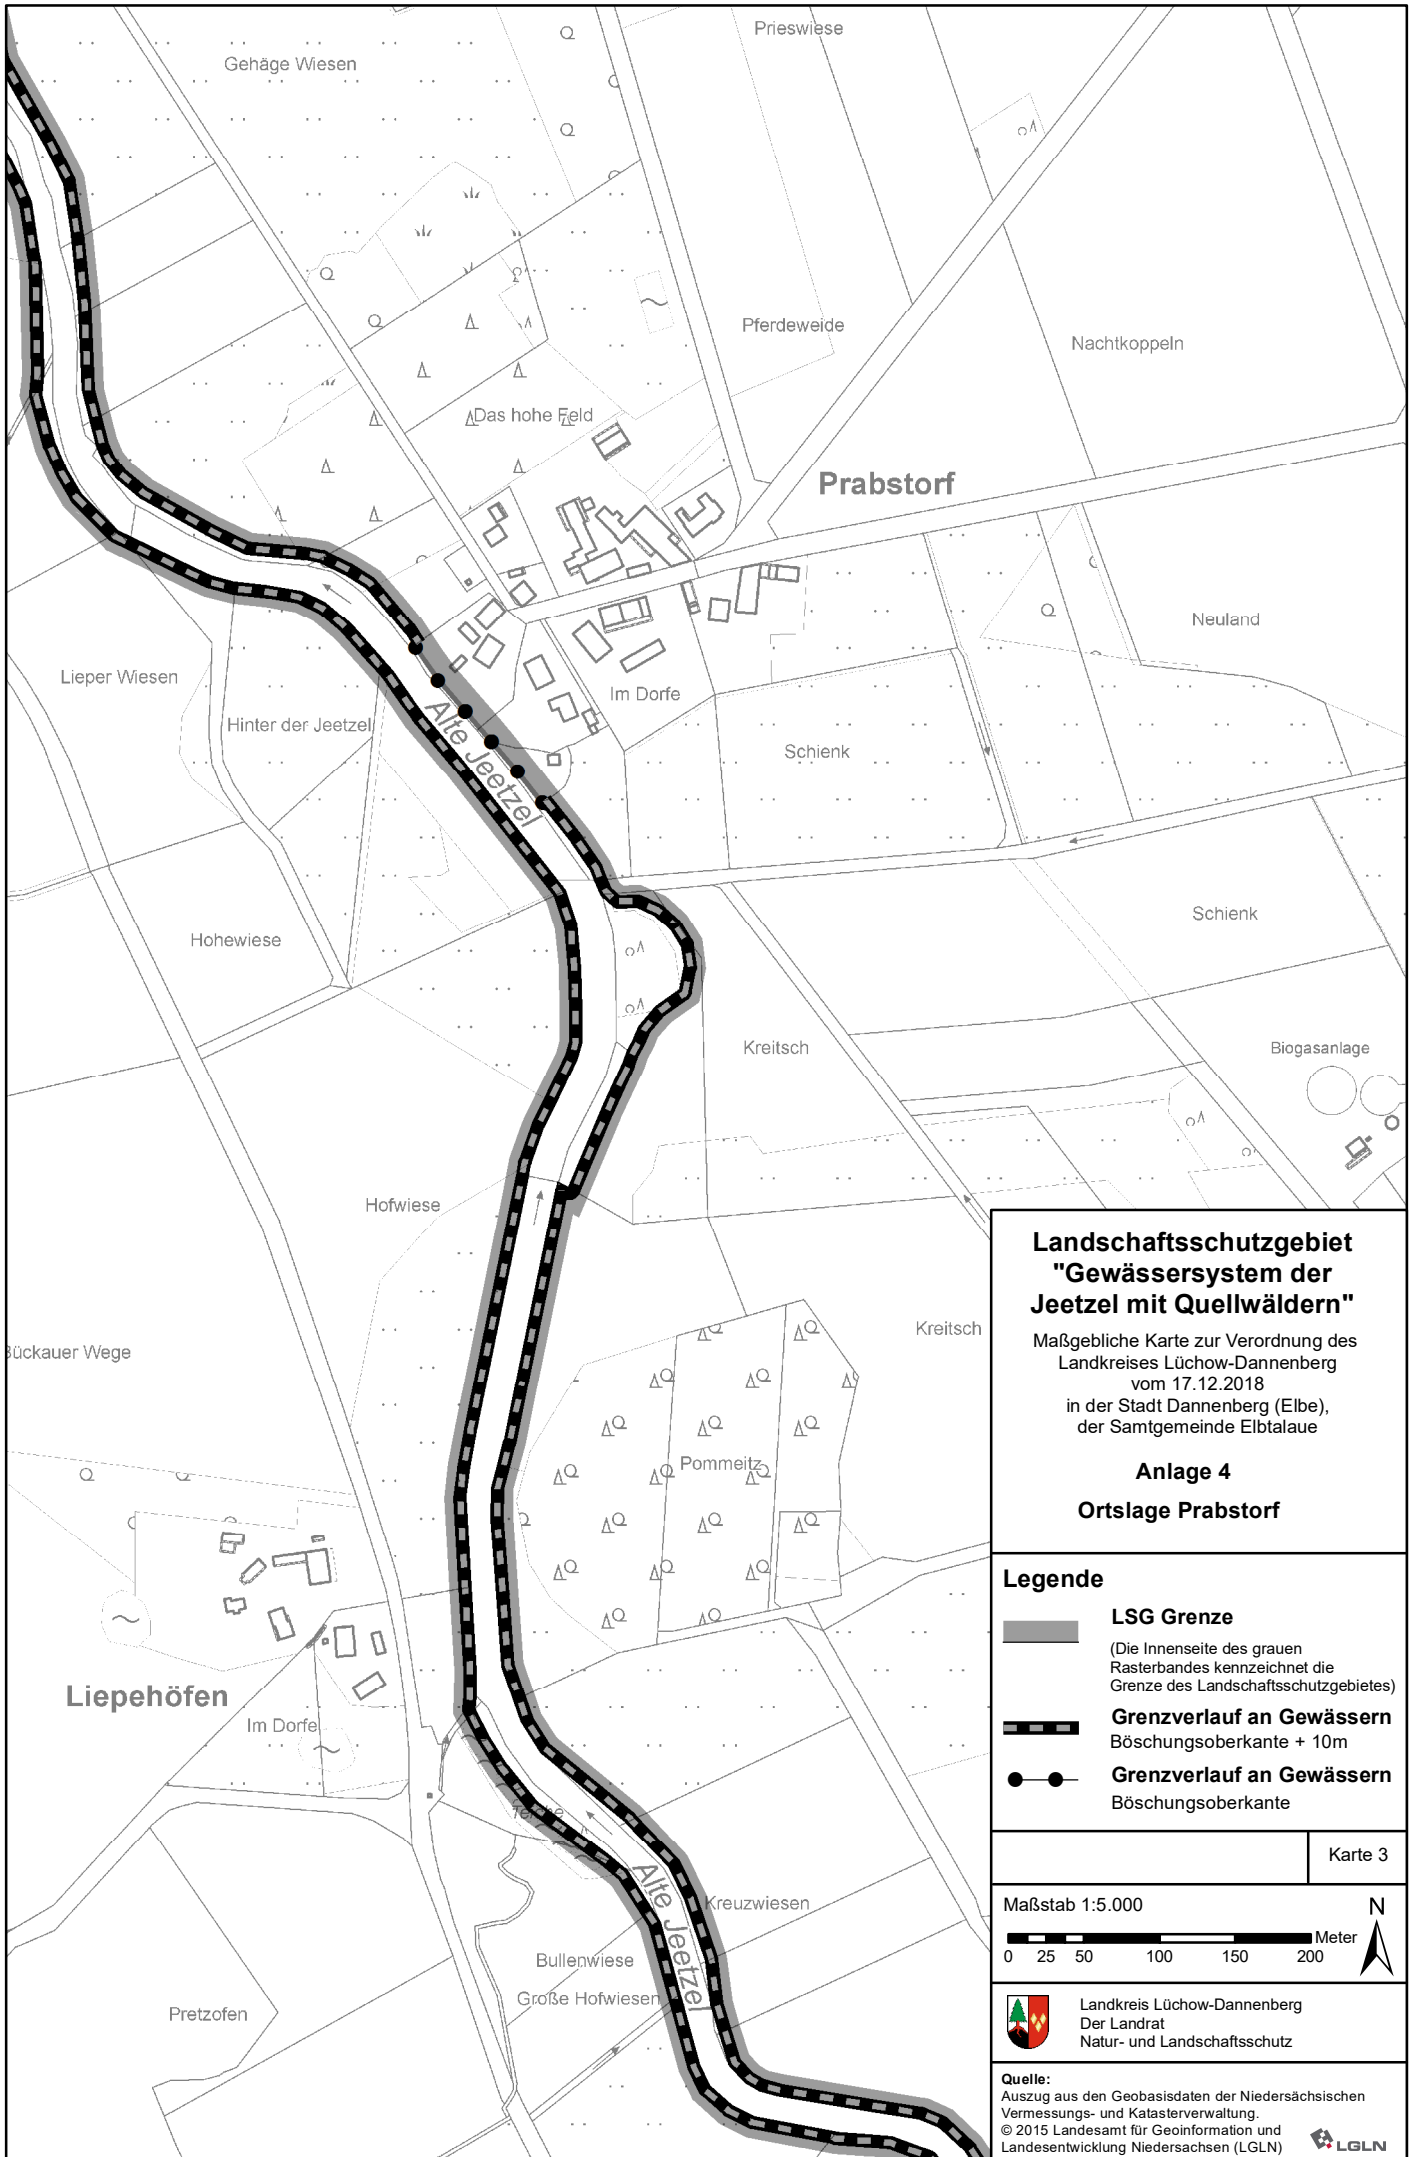 Prieswiese
Gehäge Wiesen
Pferdeweide
Nachtkoppeln
Das hohe Feld
Prabstorf
Neuland
Lieper Wiesen
Im Dorfe
Hinter der Jeetzel
Alte Jeetzel
Schienk
Schienk
Hohewiese
Kreitsch
Biogasanlage
Hofwiese
Kreitsch
Bückauer Wege
Pommeitz
Liepehöfen
Im Dorfe
Teiche
Alte Jeetzel
Kreuzwiesen
Bullenwiese
Große Hofwiesen
Pretzofen
Landschaftsschutzgebiet
"Gewässersystem der
Jeetzel mit Quellwäldern"
Maßgebliche Karte zur Verordnung des
Landkreises Lüchow-Dannenberg
vom 17.12.2018
in der Stadt Dannenberg (Elbe),
der Samtgemeinde Elbtalaue
Anlage 4
Ortslage Prabstorf
Legende
LSG Grenze
(Die Innenseite des grauen
Rasterbandes kennzeichnet die
Grenze des Landschaftsschutzgebietes)
Grenzverlauf an Gewässern
Böschungsoberkante + 10m
Grenzverlauf an Gewässern
Böschungsoberkante
Karte 3
Maßstab 1:5.000
N
Meter
0 25 50 100 150 200
Landkreis Lüchow-Dannenberg
Der Landrat
Natur- und Landschaftsschutz
Quelle:
Auszug aus den Geobasisdaten der Niedersächsischen
Vermessungs- und Katasterverwaltung.
© 2015 Landesamt für Geoinformation und
Landesentwicklung Niedersachsen (LGLN)
LGLN